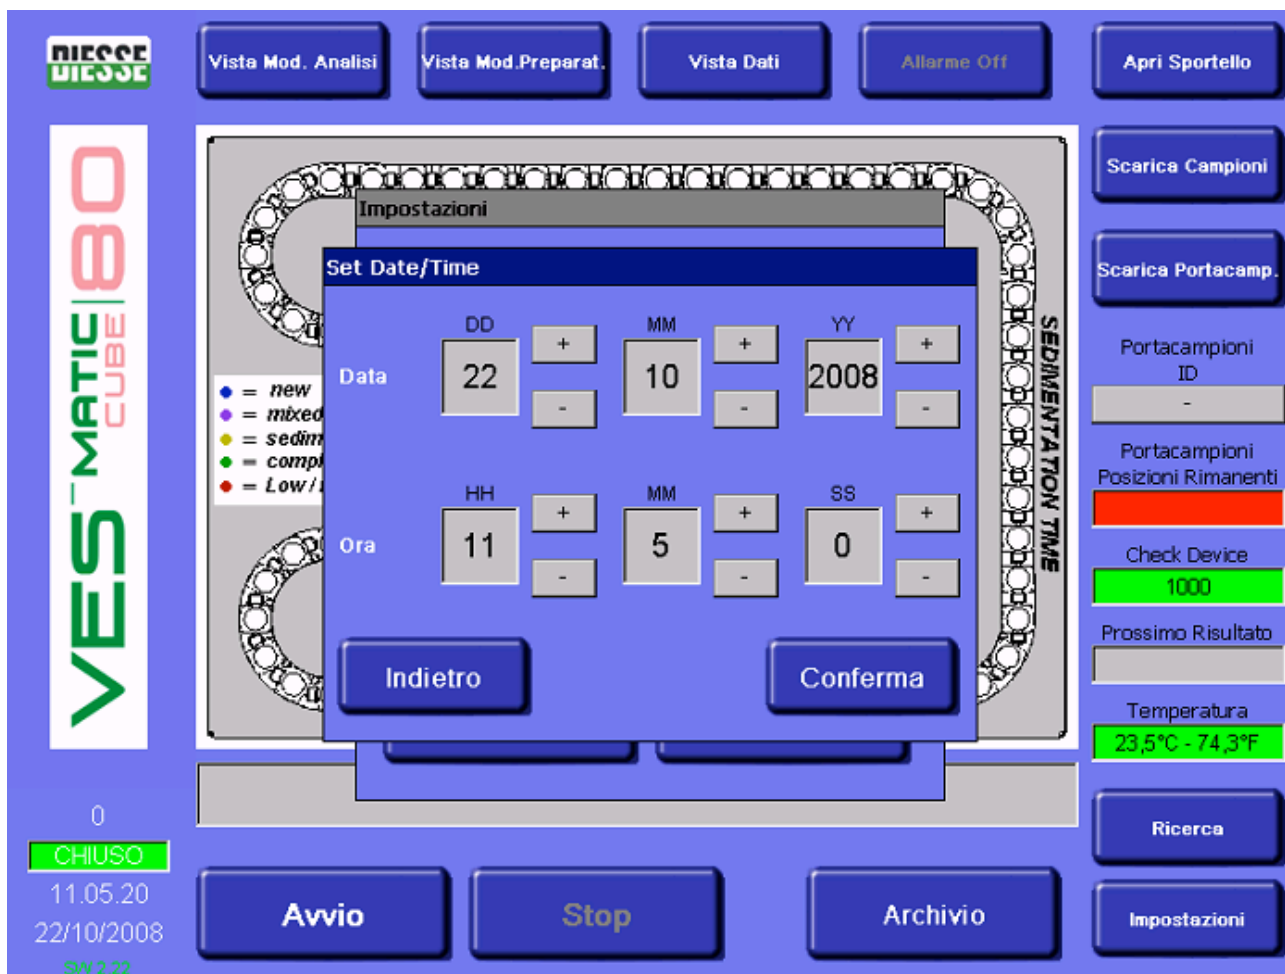 DIESSE
Vista Mod. Analisi
Vista Mod.Preparat.
Vista Dati
Allarme Off
Apri Sportello
VES-MATIC CUBE 80
Scarica Campioni
Scarica Portacamp.
Impostazioni
Set Date/Time
DD MM YY
Data 22 + - 10 + - 2008 + -
HH MM SS
Ora 11 + - 5 + - 0 + -
Indietro
Conferma
= new
= mixed
= sedim
= compl
= Low/
SEDIMENTATION TIME
Portacampioni
ID
-
Portacampioni
Posizioni Rimanenti
Check Device
1000
Prossimo Risultato
Temperatura
23,5°C - 74,3°F
Ricerca
Impostazioni
0
CHIUSO
11.05.20
22/10/2008
Avvio
Stop
Archivio